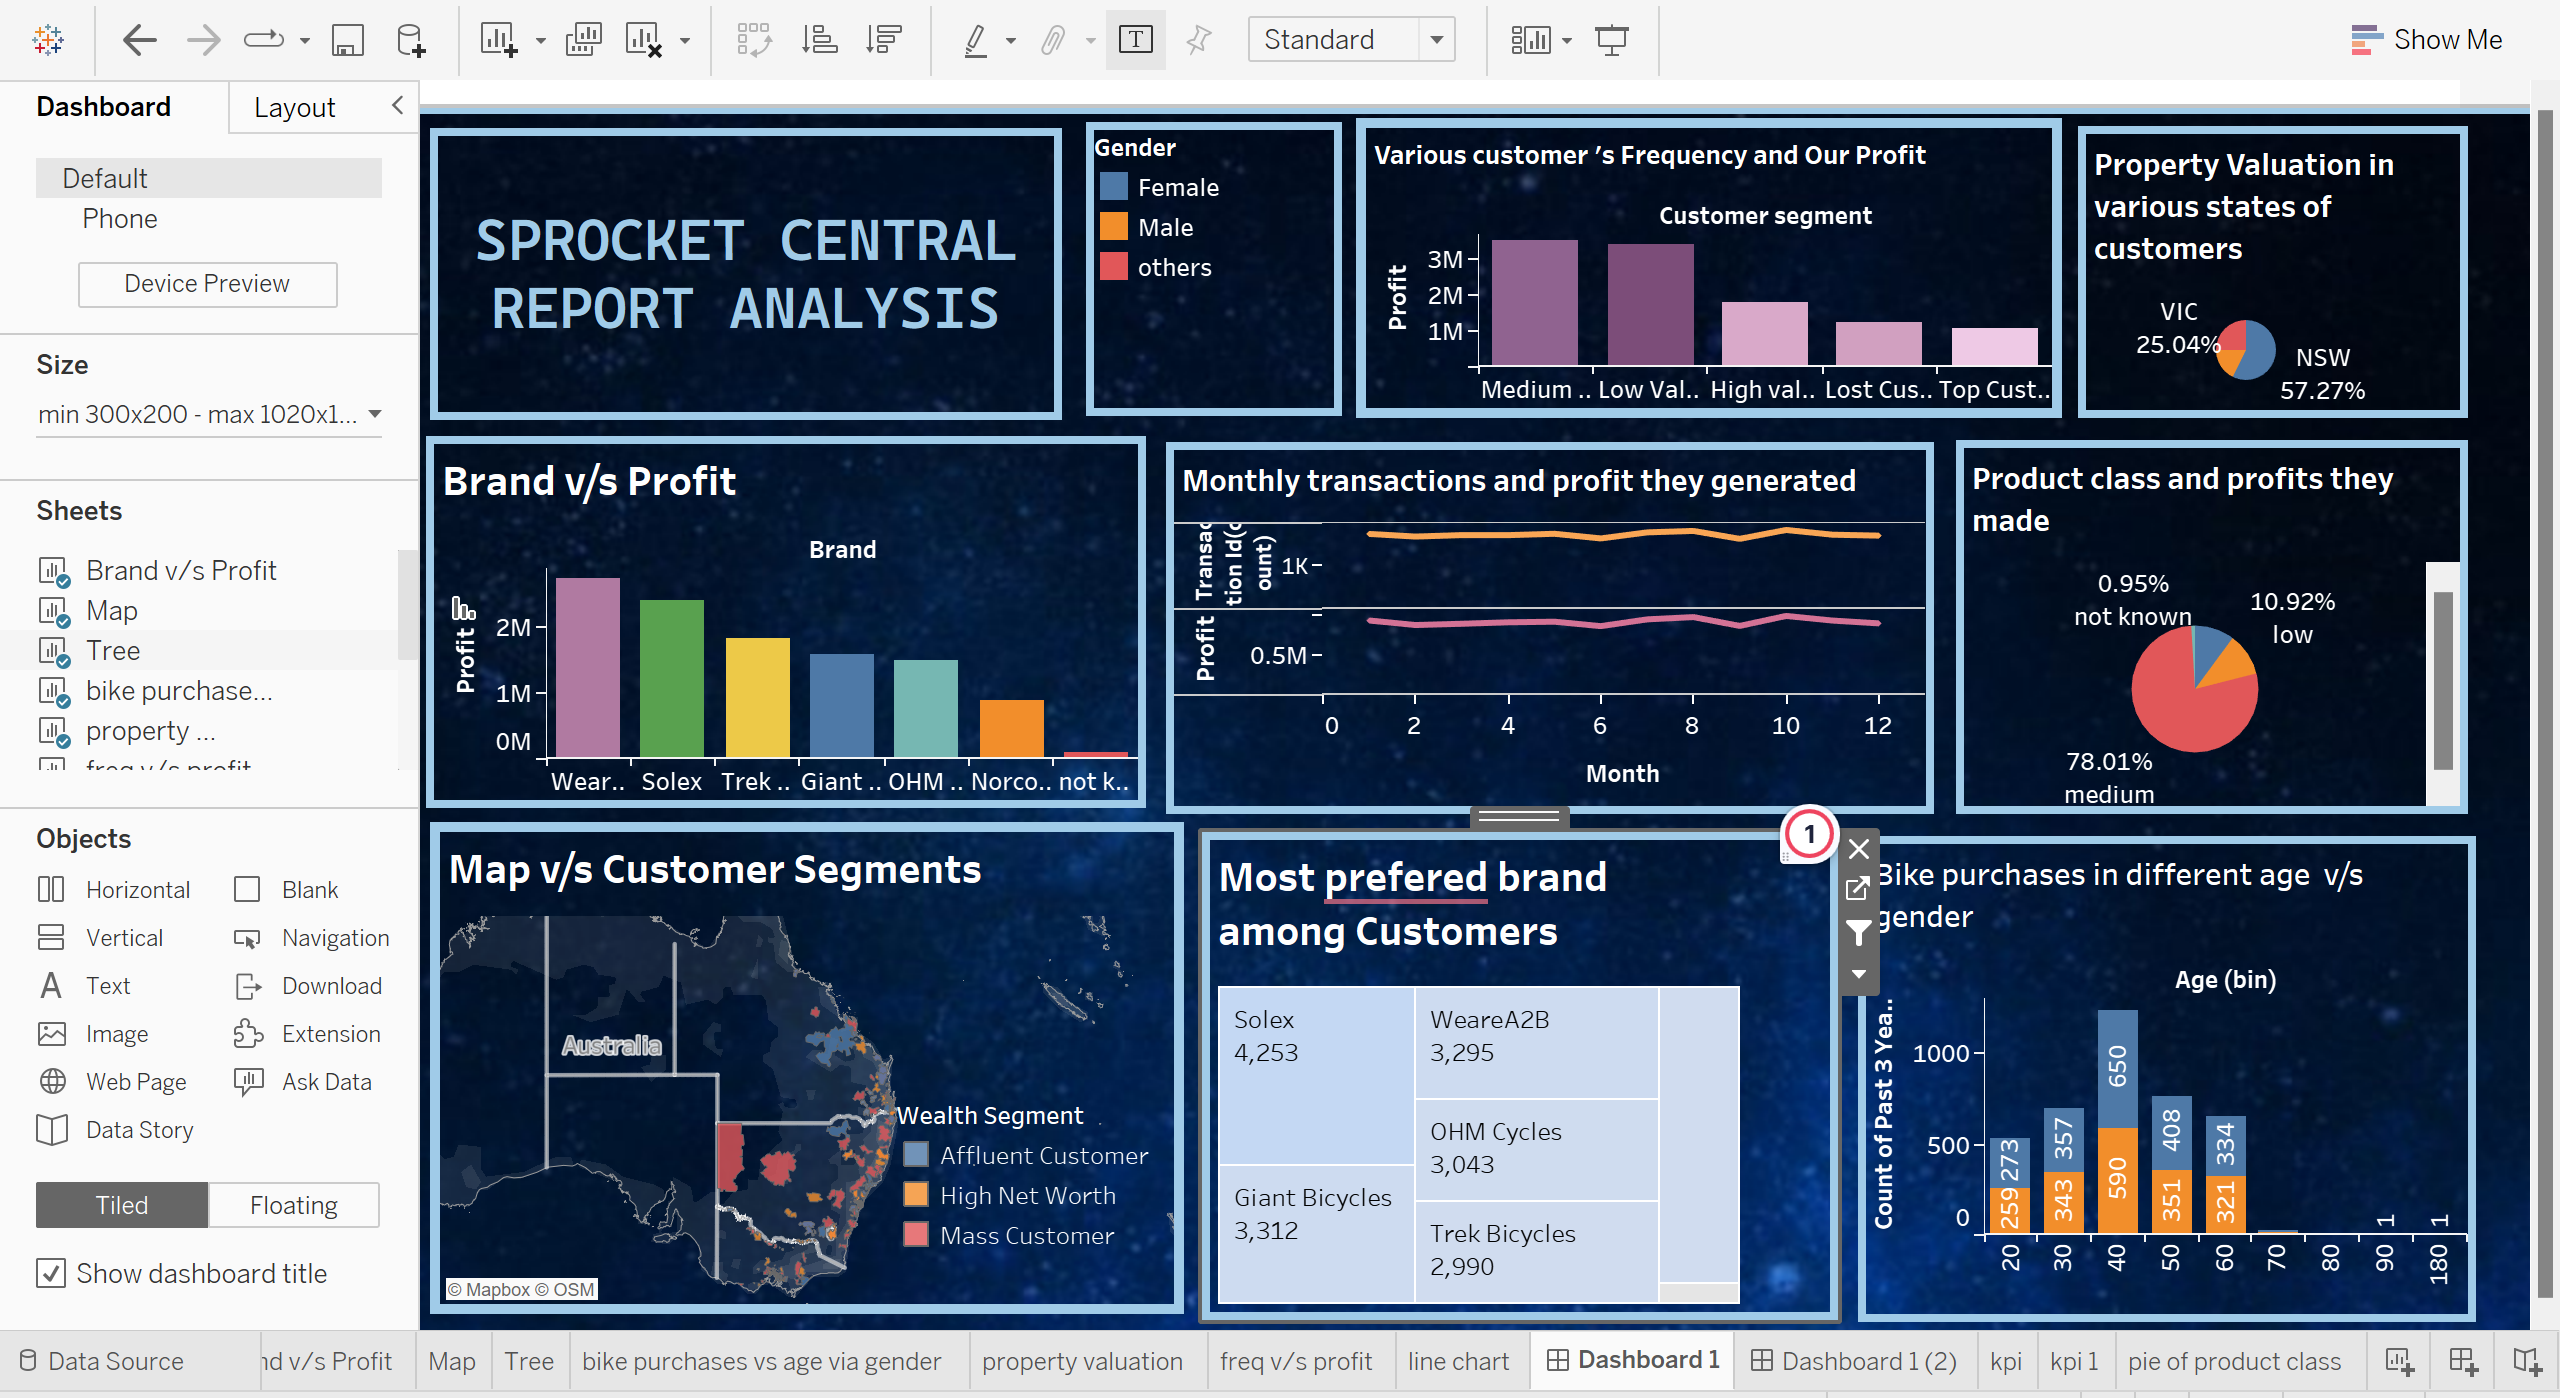 Standard
Show Me
Dashboard
Layout
Default
Phone
Device Preview
Size
min 300x200 - max 1020x1...
Sheets
Brand v/s Profit
Map
Tree
bike purchase...
property ...
freq v/s profit
Objects
Horizontal
Blank
Vertical
Navigation
Text
Download
Image
Extension
Web Page
Ask Data
Data Story
Tiled
Floating
Show dashboard title
SPROCKET CENTRAL
REPORT ANALYSIS
Gender
Female
Male
others
Various customer 's Frequency and Our Profit
Customer segment
Profit
3M
2M
1M
Medium ..
Low Val..
High val..
Lost Cus..
Top Cust..
Property Valuation in
various states of
customers
VIC
25.04%
NSW
57.27%
Brand v/s Profit
Brand
Profit
2M
1M
0M
Wear..
Solex
Trek ..
Giant ..
OHM ..
Norco..
not k..
Monthly transactions and profit they generated
Transac
tion Id(c
ount)
1K
Profit
0.5M
0
2
4
6
8
10
12
Month
Product class and profits they
made
0.95%
not known
10.92%
low
78.01%
medium
Map v/s Customer Segments
Australia
Wealth Segment
Affluent Customer
High Net Worth
Mass Customer
© Mapbox © OSM
1
Most prefered brand
among Customers
Solex
4,253
Giant Bicycles
3,312
WeareA2B
3,295
OHM Cycles
3,043
Trek Bicycles
2,990
Bike purchases in different age v/s
gender
Age (bin)
Count of Past 3 Yea..
1000
500
0
273
259
357
343
650
590
408
351
334
321
1
1
20
30
40
50
60
70
80
90
180
Data Source
nd v/s Profit
Map
Tree
bike purchases vs age via gender
property valuation
freq v/s profit
line chart
Dashboard 1
Dashboard 1 (2)
kpi
kpi 1
pie of product class